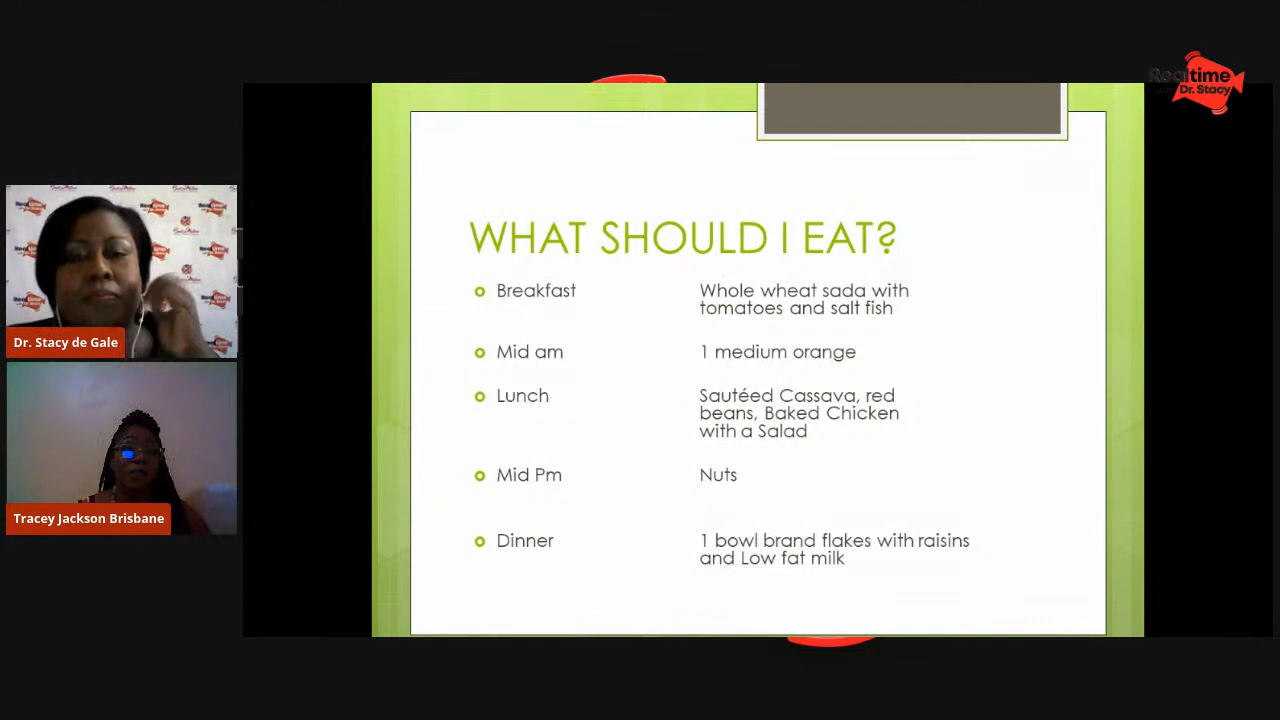 Realtime
Dr. Stacy
WHAT SHOULD I EAT?
Breakfast
Whole wheat sada with
tomatoes and salt fish
Mid am
1 medium orange
Lunch
Sautéed Cassava, red
beans, Baked Chicken
with a Salad
Mid Pm
Nuts
Dinner
1 bowl brand flakes with raisins
and Low fat milk
Dr. Stacy de Gale
Tracey Jackson Brisbane